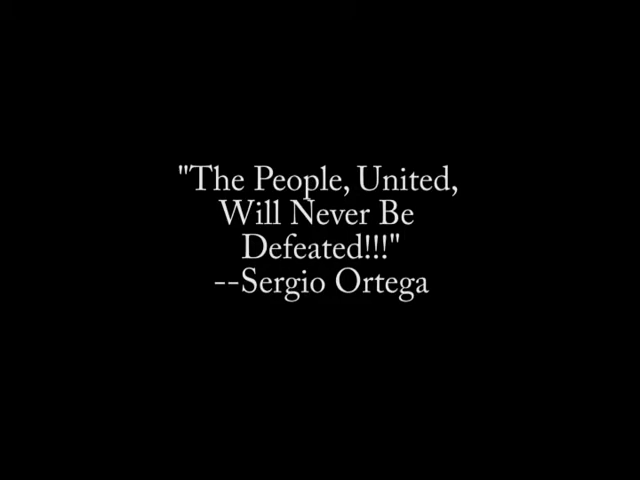 "The People, United,
Will Never Be
Defeated!!!"
--Sergio Ortega